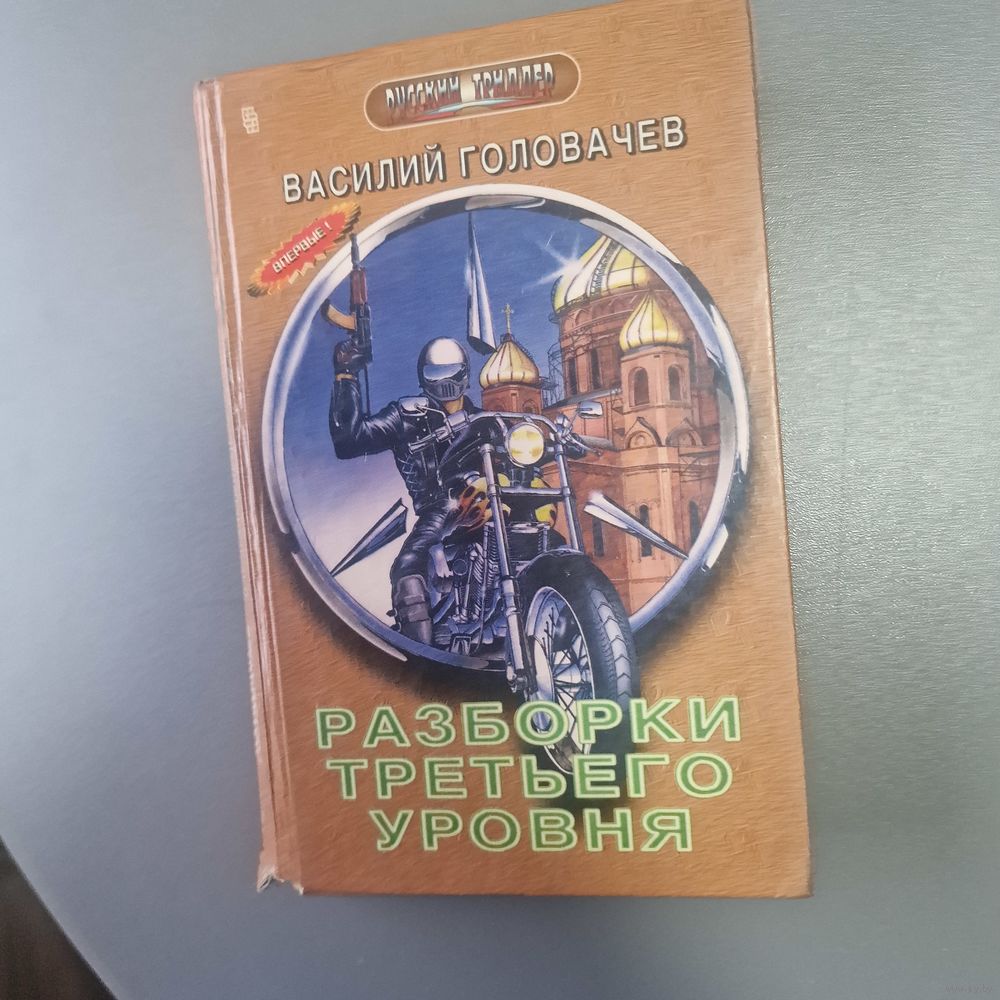 РУССКИЙ ТРИЛЛЕР
ВАСИЛИЙ ГОЛОВАЧЕВ
ВПЕРВЫЕ!
РАЗБОРКИ
ТРЕТЬЕГО
УРОВНЯ